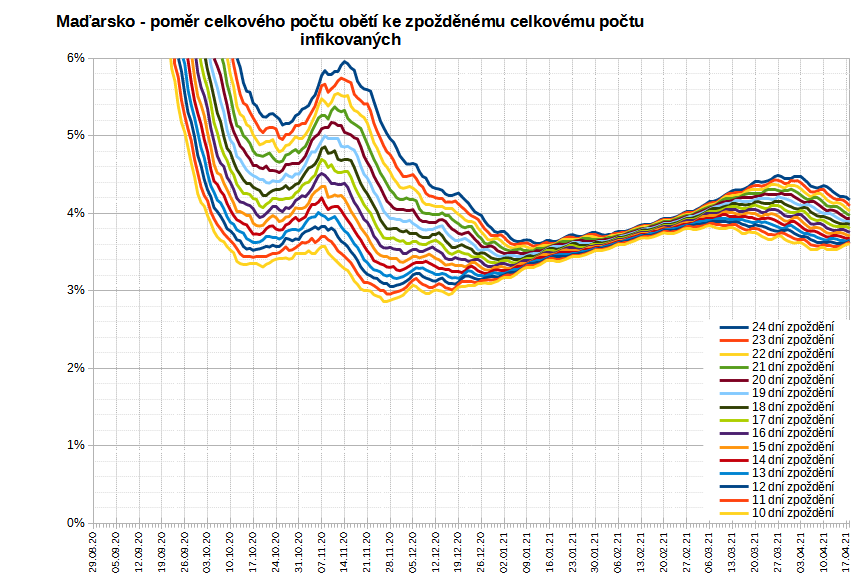 Maďarsko - poměr celkového počtu obětí ke zpožděnému celkovému počtu
infikovaných
6%
5%
4%
3%
2%
1%
0%
24 dní zpoždění
23 dní zpoždění
22 dní zpoždění
21 dní zpoždění
20 dní zpoždění
19 dní zpoždění
18 dní zpoždění
17 dní zpoždění
16 dní zpoždění
15 dní zpoždění
14 dní zpoždění
13 dní zpoždění
12 dní zpoždění
11 dní zpoždění
10 dní zpoždění
29.08.20
05.09.20
12.09.20
19.09.20
26.09.20
03.10.20
10.10.20
17.10.20
24.10.20
31.10.20
07.11.20
14.11.20
21.11.20
28.11.20
05.12.20
12.12.20
19.12.20
26.12.20
02.01.21
09.01.21
16.01.21
23.01.21
30.01.21
06.02.21
13.02.21
20.02.21
27.02.21
06.03.21
13.03.21
20.03.21
27.03.21
03.04.21
10.04.21
17.04.21